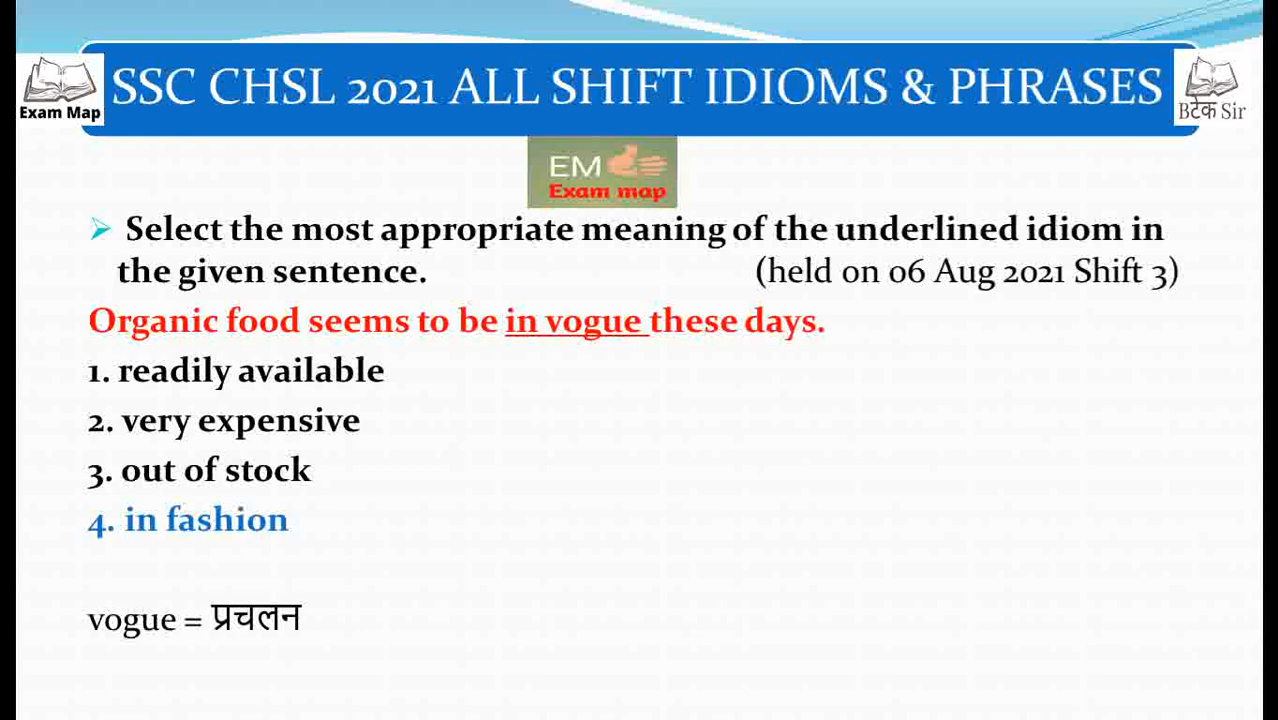 SSC CHSL 2021 ALL SHIFT IDIOMS & PHRASES
Exam Map
Bटेक Sir
EM
Exam map
➢ Select the most appropriate meaning of the underlined idiom in
the given sentence. (held on 06 Aug 2021 Shift 3)
Organic food seems to be in vogue these days.
1. readily available
2. very expensive
3. out of stock
4. in fashion
vogue = प्रचलन